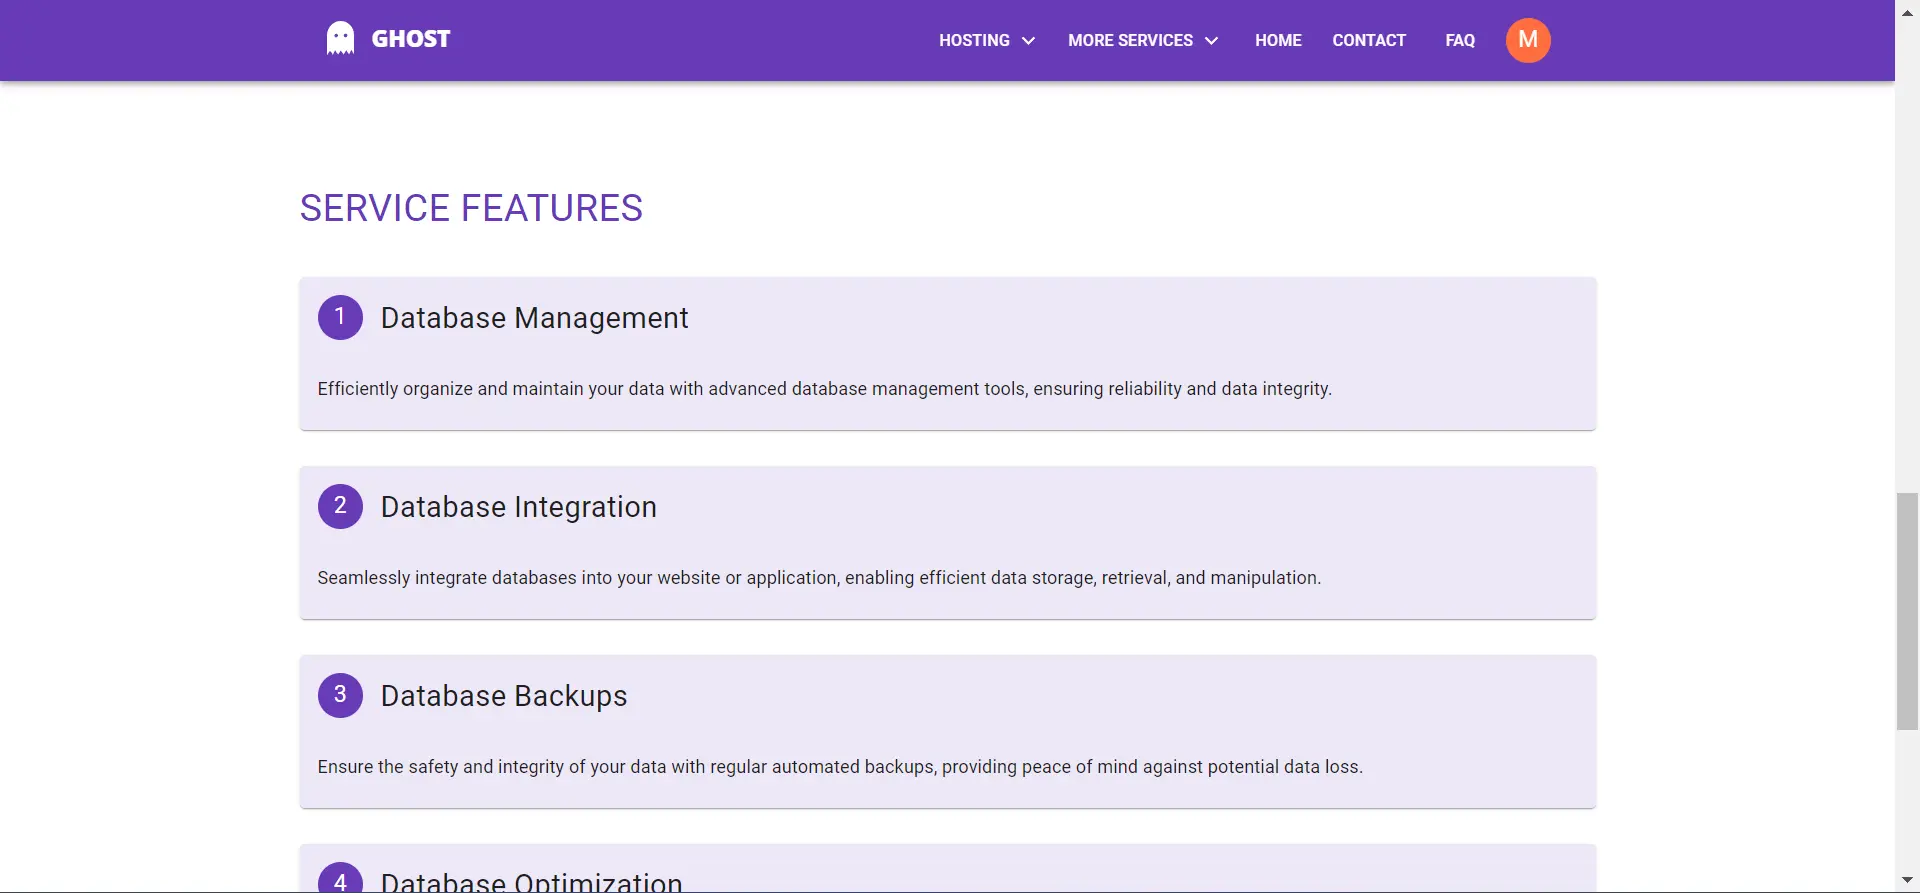 GHOST
HOSTING
MORE SERVICES
HOME
CONTACT
FAQ
M
SERVICE FEATURES
1 Database Management
Efficiently organize and maintain your data with advanced database management tools, ensuring reliability and data integrity.
2 Database Integration
Seamlessly integrate databases into your website or application, enabling efficient data storage, retrieval, and manipulation.
3 Database Backups
Ensure the safety and integrity of your data with regular automated backups, providing peace of mind against potential data loss.
4 Database Optimization